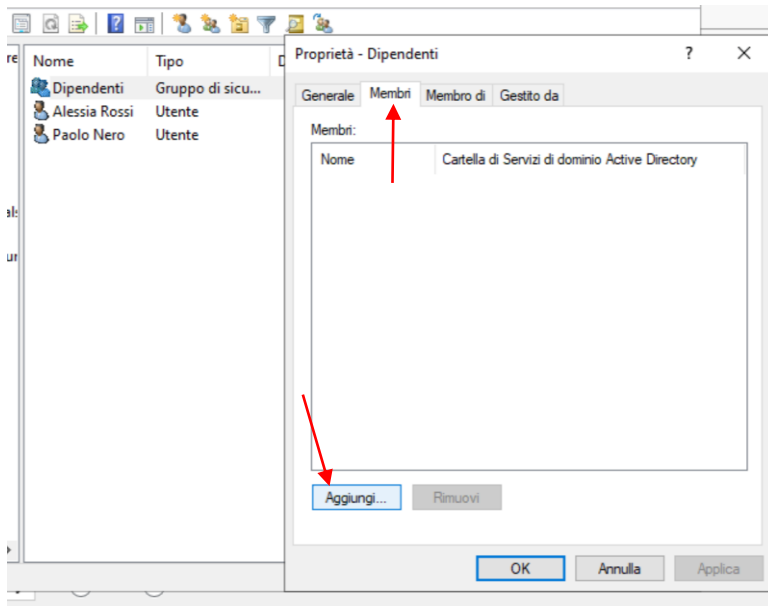 Nome Tipo
Dipendenti Gruppo di sicu...
Alessia Rossi Utente
Paolo Nero Utente
Proprietà - Dipendenti ? ×
Generale Membri Membro di Gestito da
Membri:
Nome Cartella di Servizi di dominio Active Directory
Aggiungi... Rimuovi
OK Annulla Applica